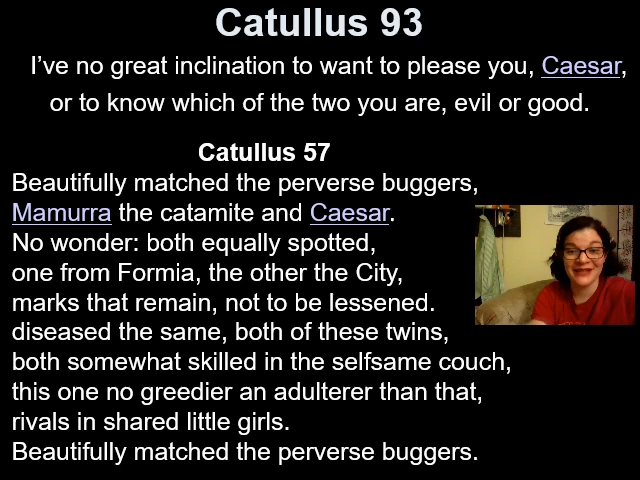 Catullus 93
I've no great inclination to want to please you, Caesar,
or to know which of the two you are, evil or good.
Catullus 57
Beautifully matched the perverse buggers,
Mamurra the catamite and Caesar.
No wonder: both equally spotted,
one from Formia, the other the City,
marks that remain, not to be lessened.
diseased the same, both of these twins,
both somewhat skilled in the selfsame couch,
this one no greedier an adulterer than that,
rivals in shared little girls.
Beautifully matched the perverse buggers.